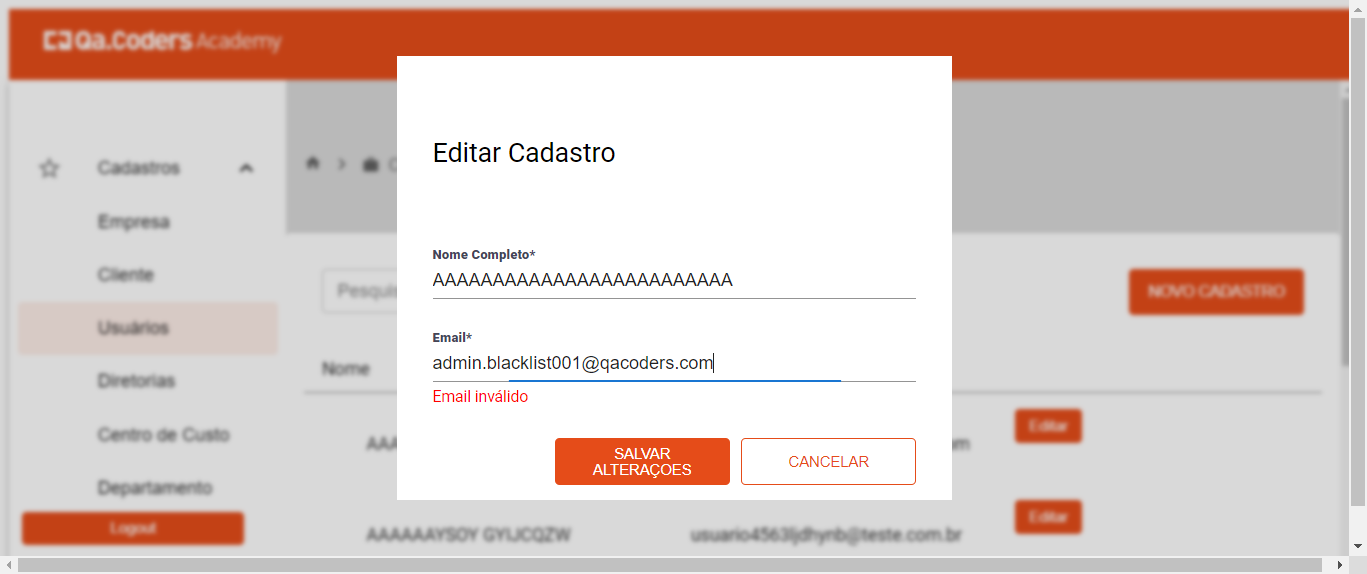 Qa.Coders Academy
Cadastros
Empresa
Cliente
Usuários
Diretorias
Centro de Custo
Departamento
Logout
NOVO CADASTRO
Nome
Editar
Editar
AAAAAAYSOY GYIJCQZW
usuario4563ljdhynb@teste.com.br
Editar Cadastro
Nome Completo*
AAAAAAAAAAAAAAAAAAAAAAAAA
Email*
admin.blacklist001@qacoders.com
Email inválido
SALVAR
ALTERAÇOES
CANCELAR